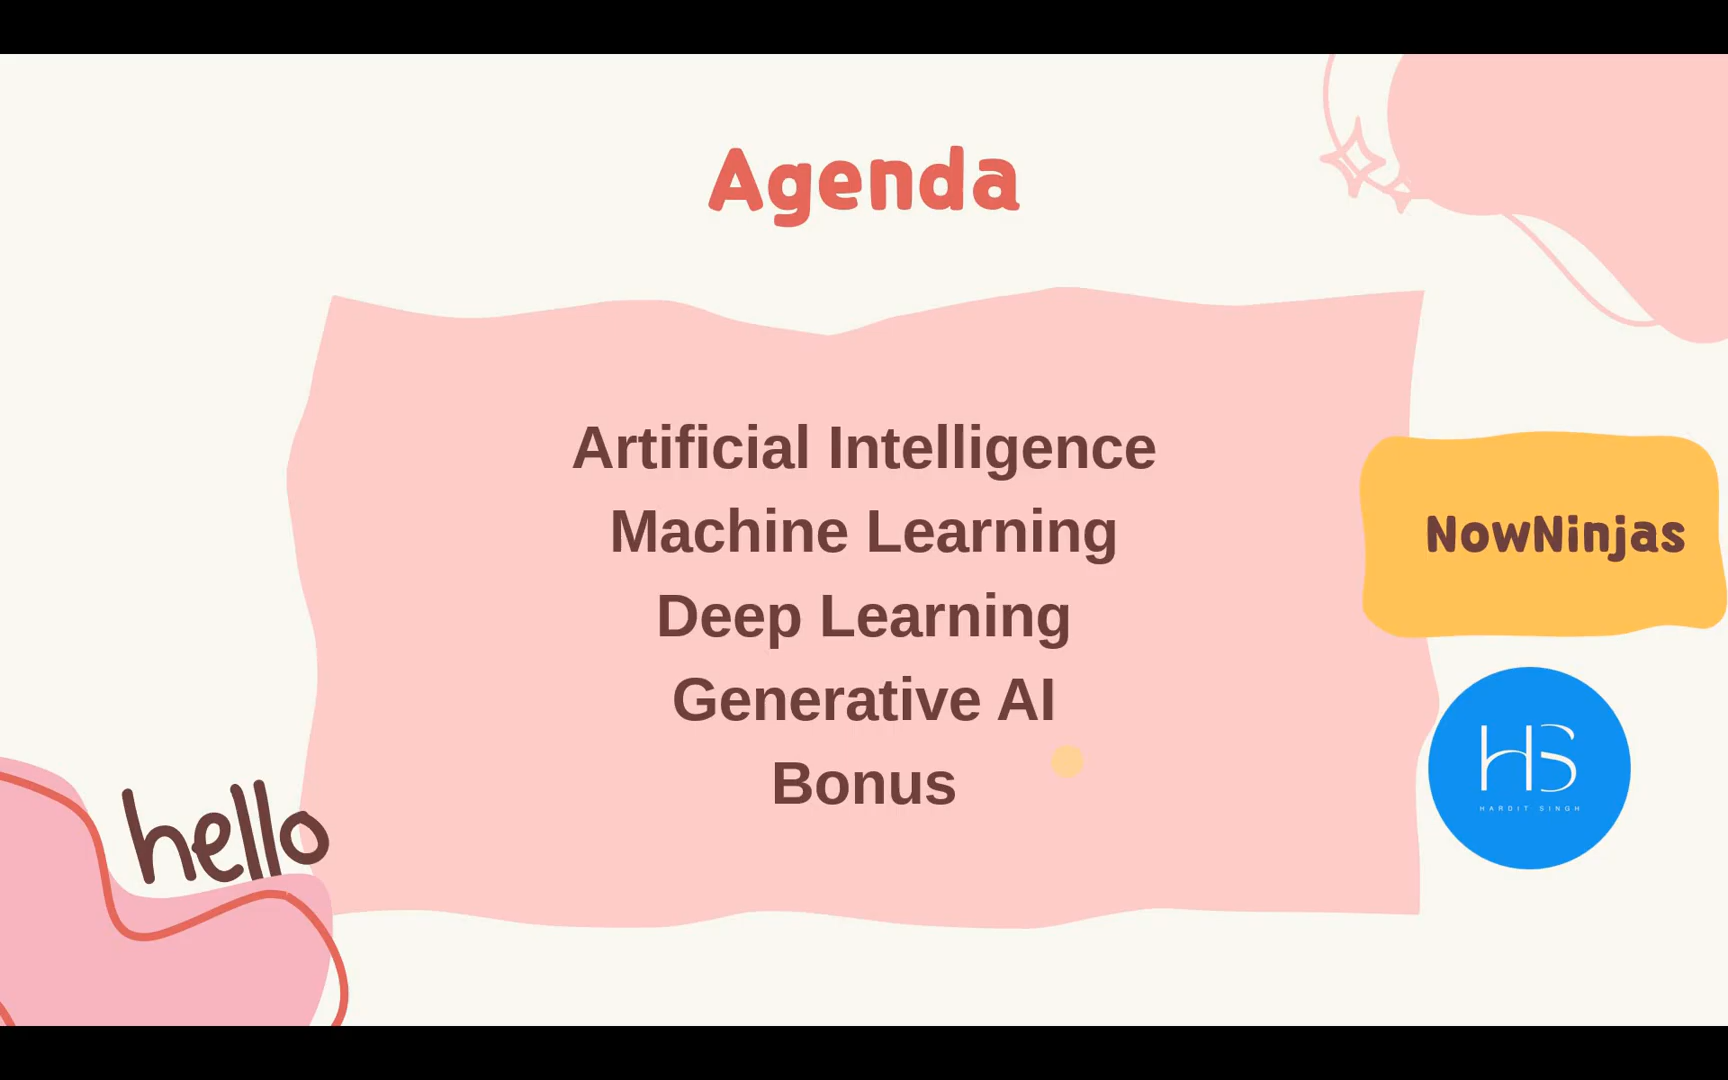 Agenda
Artificial Intelligence
Machine Learning
Deep Learning
Generative AI
Bonus
NowNinjas
hello
HS
HARDIT SINGH